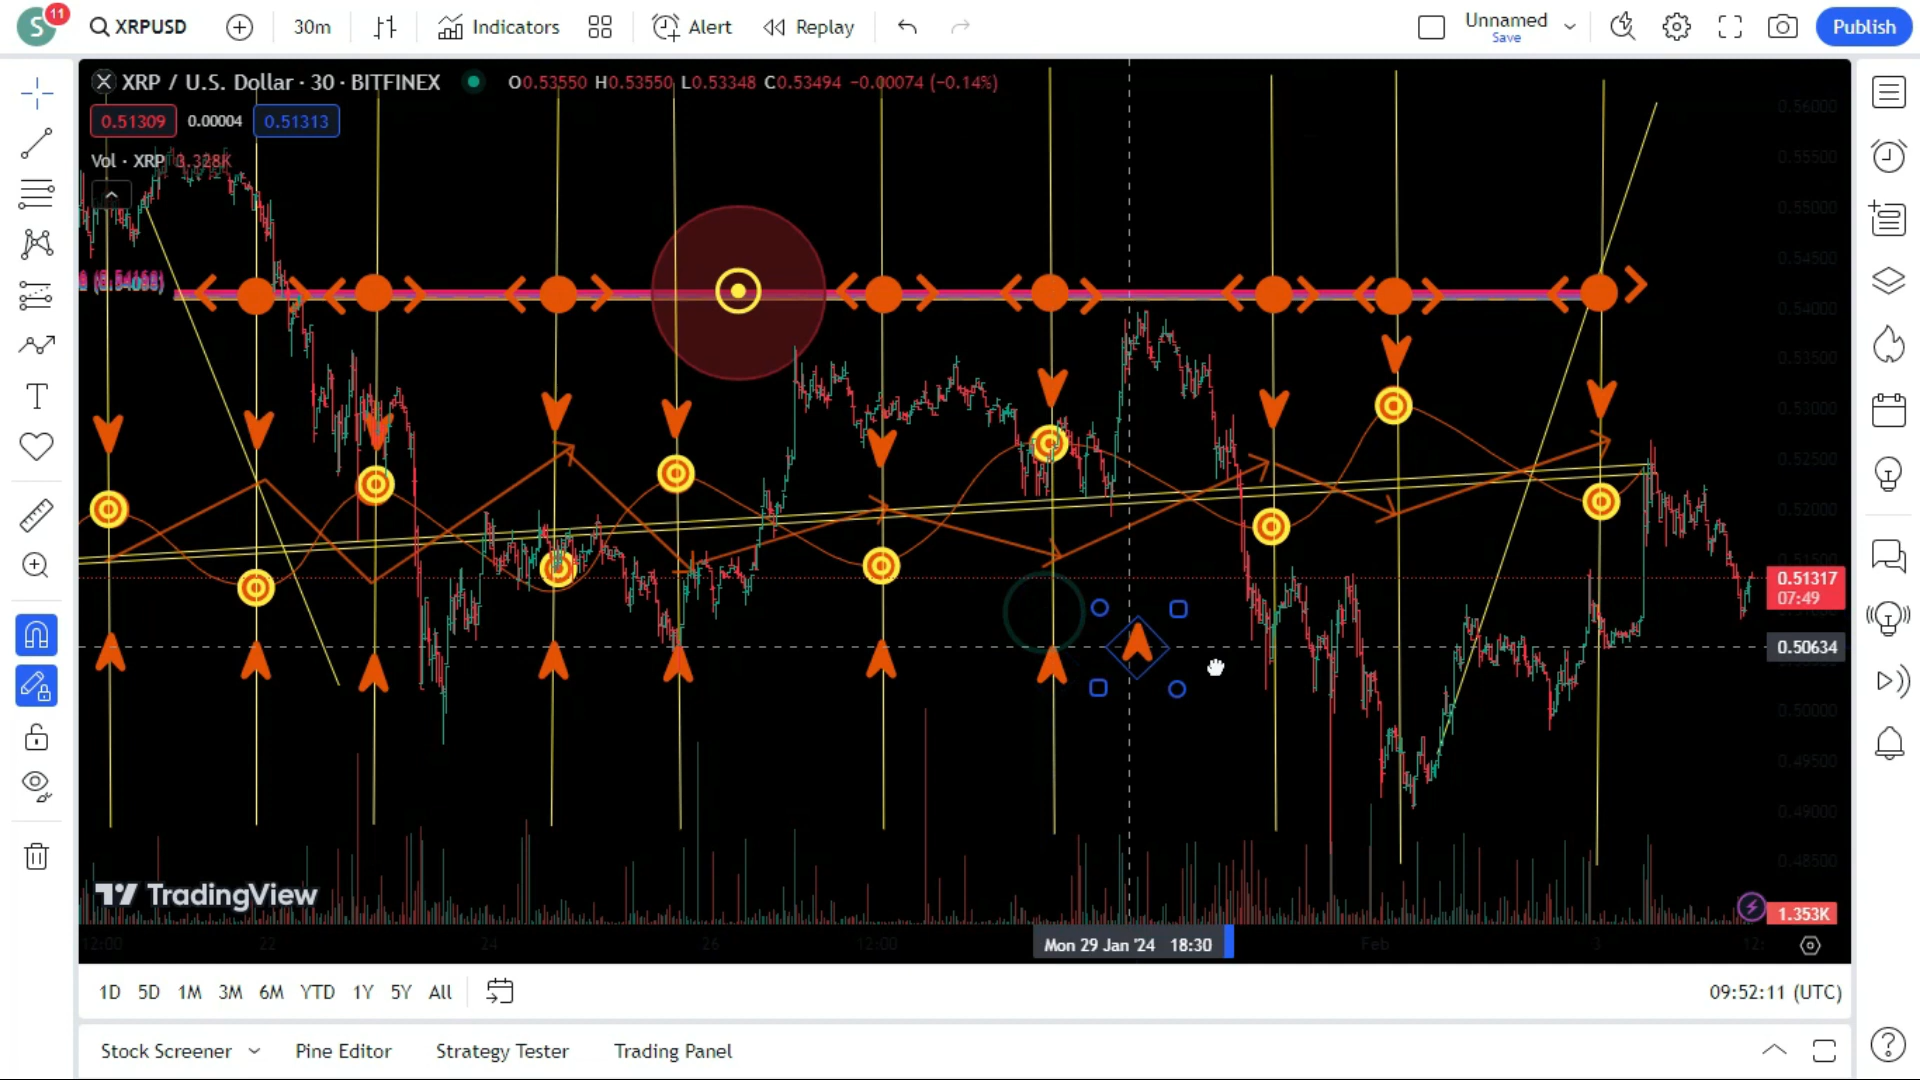 S 11 XRPUSD 30m Indicators Alert Replay Unnamed Save Publish
XRP / U.S. Dollar · 30 · BITFINEX O0.53550 H0.53550 L0.53348 C0.53494 −0.00074 (−0.14%)
0.56000
0.51309 0.00004 0.51313
Vol · XRP 3.328K
0.55500
0.55000
0.54500
0.54000
0.53500
0.53000
0.52500
0.52000
0.51317
07:49
0.50634
0.50000
0.49500
0.49000
0.48500
TradingView
1.353K
12:00 22 24 26 12:00 Mon 29 Jan '24 18:30 Feb 3 12:
1D 5D 1M 3M 6M YTD 1Y 5Y All 09:52:11 (UTC)
Stock Screener Pine Editor Strategy Tester Trading Panel